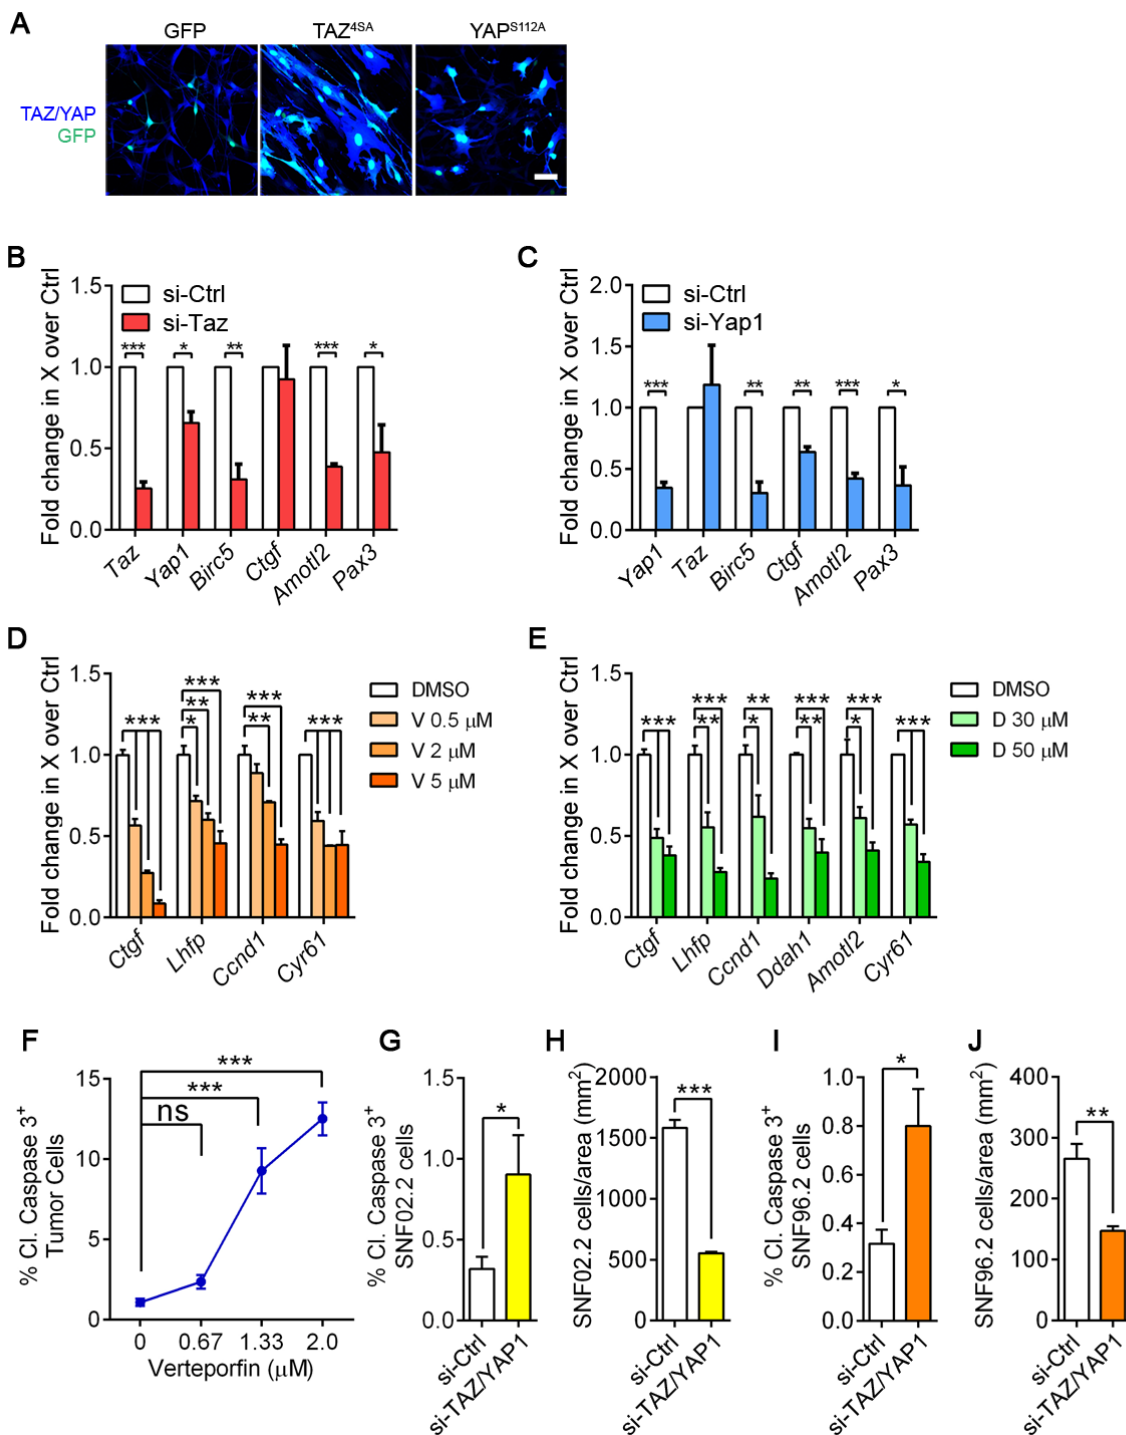 A
GFP
TAZ4SA
YAPS112A
TAZ/YAP
GFP
B
Fold change in X over Ctrl
1.5
1.0
0.5
0.0
si-Ctrl
si-Taz
***
*
**
***
*
Taz
Yap1
Birc5
Ctgf
Amotl2
Pax3
C
Fold change in X over Ctrl
2.0
1.5
1.0
0.5
0.0
si-Ctrl
si-Yap1
***
**
**
***
*
Yap1
Taz
Birc5
Ctgf
Amotl2
Pax3
D
Fold change in X over Ctrl
1.5
1.0
0.5
0.0
***
***
**
*
***
**
***
DMSO
V 0.5 μM
V 2 μM
V 5 μM
Ctgf
Lhfp
Ccnd1
Cyr61
E
Fold change in X over Ctrl
1.5
1.0
0.5
0.0
***
***
**
**
*
***
**
***
*
***
DMSO
D 30 μM
D 50 μM
Ctgf
Lhfp
Ccnd1
Ddah1
Amotl2
Cyr61
F
% Cl. Caspase 3+
Tumor Cells
15
10
5
0
***
***
ns
0
0.67
1.33
2.0
Verteporfin (μM)
G
% Cl. Caspase 3+
SNF02.2 cells
1.5
1.0
0.5
0.0
*
si-Ctrl
si-TAZ/YAP1
H
SNF02.2 cells/area (mm2)
2000
1500
1000
500
0
***
si-Ctrl
si-TAZ/YAP1
I
% Cl. Caspase 3+
SNF96.2 cells
1.0
0.8
0.6
0.4
0.2
0.0
*
si-Ctrl
si-TAZ/YAP1
J
SNF96.2 cells/area (mm2)
400
300
200
100
0
**
si-Ctrl
si-TAZ/YAP1